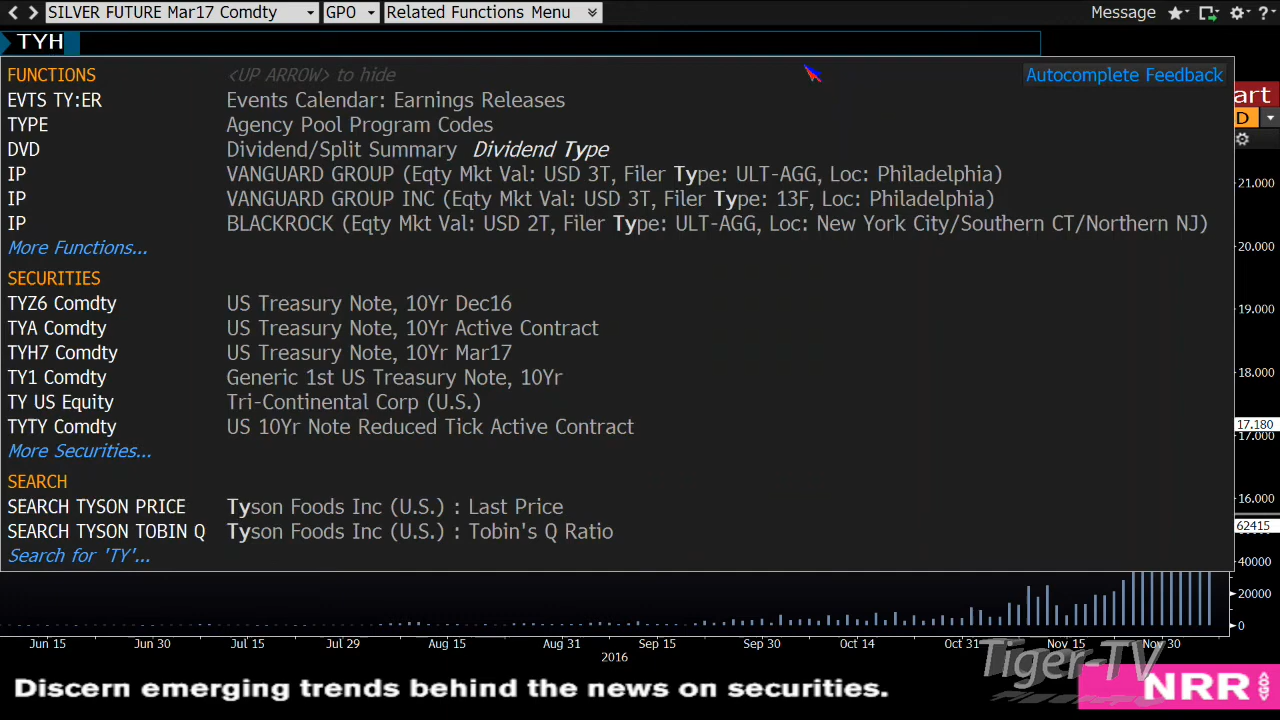 SILVER FUTURE Mar17 Comdty GPO Related Functions Menu Message ?
TYH
FUNCTIONS <UP ARROW> to hide Autocomplete Feedback
EVTS TY:ER Events Calendar: Earnings Releases
TYPE Agency Pool Program Codes
DVD Dividend/Split Summary Dividend Type
IP VANGUARD GROUP (Eqty Mkt Val: USD 3T, Filer Type: ULT-AGG, Loc: Philadelphia)
IP VANGUARD GROUP INC (Eqty Mkt Val: USD 3T, Filer Type: 13F, Loc: Philadelphia)
IP BLACKROCK (Eqty Mkt Val: USD 2T, Filer Type: ULT-AGG, Loc: New York City/Southern CT/Northern NJ)
More Functions...
SECURITIES
TYZ6 Comdty US Treasury Note, 10Yr Dec16
TYA Comdty US Treasury Note, 10Yr Active Contract
TYH7 Comdty US Treasury Note, 10Yr Mar17
TY1 Comdty Generic 1st US Treasury Note, 10Yr
TY US Equity Tri-Continental Corp (U.S.)
TYTY Comdty US 10Yr Note Reduced Tick Active Contract
More Securities...
SEARCH
SEARCH TYSON PRICE Tyson Foods Inc (U.S.) : Last Price
SEARCH TYSON TOBIN Q Tyson Foods Inc (U.S.) : Tobin's Q Ratio
Search for 'TY'...
art
D
21.000
20.000
19.000
18.000
17.180
17.000
16.000
62415
40000
20000
0
Jun 15 Jun 30 Jul 15 Jul 29 Aug 15 Aug 31 Sep 15 Sep 30 Oct 14 Oct 31 Nov 15 Nov 30
2016
Tiger-TV
Discern emerging trends behind the news on securities.
NRR